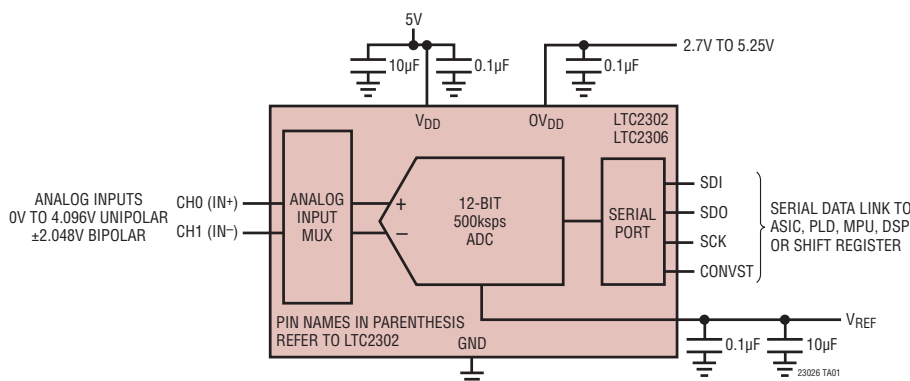 5V
10µF
0.1µF
0.1µF
2.7V TO 5.25V
VDD
OVDD
LTC2302
LTC2306
ANALOG INPUTS
0V TO 4.096V UNIPOLAR
±2.048V BIPOLAR
CH0 (IN+)
CH1 (IN–)
ANALOG
INPUT
MUX
+
–
12-BIT
500ksps
ADC
SERIAL
PORT
SDI
SDO
SCK
CONVST
SERIAL DATA LINK TO
ASIC, PLD, MPU, DSP
OR SHIFT REGISTER
PIN NAMES IN PARENTHESIS
REFER TO LTC2302
GND
VREF
0.1µF
10µF
23026 TA01